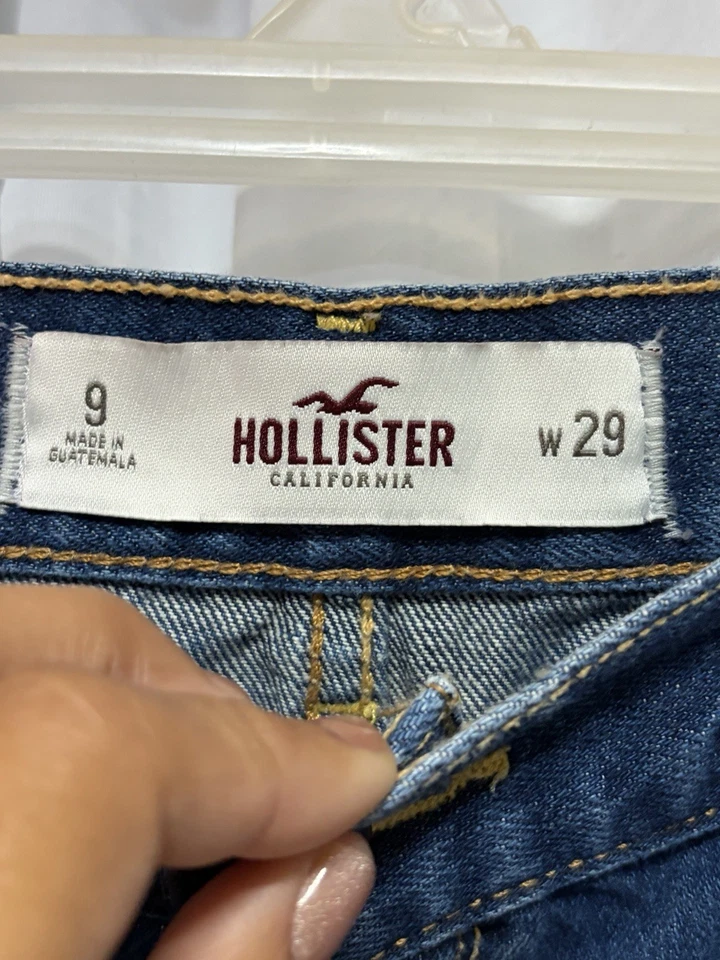 9
MADE IN
GUATEMALA
HOLLISTER
CALIFORNIA
W 29